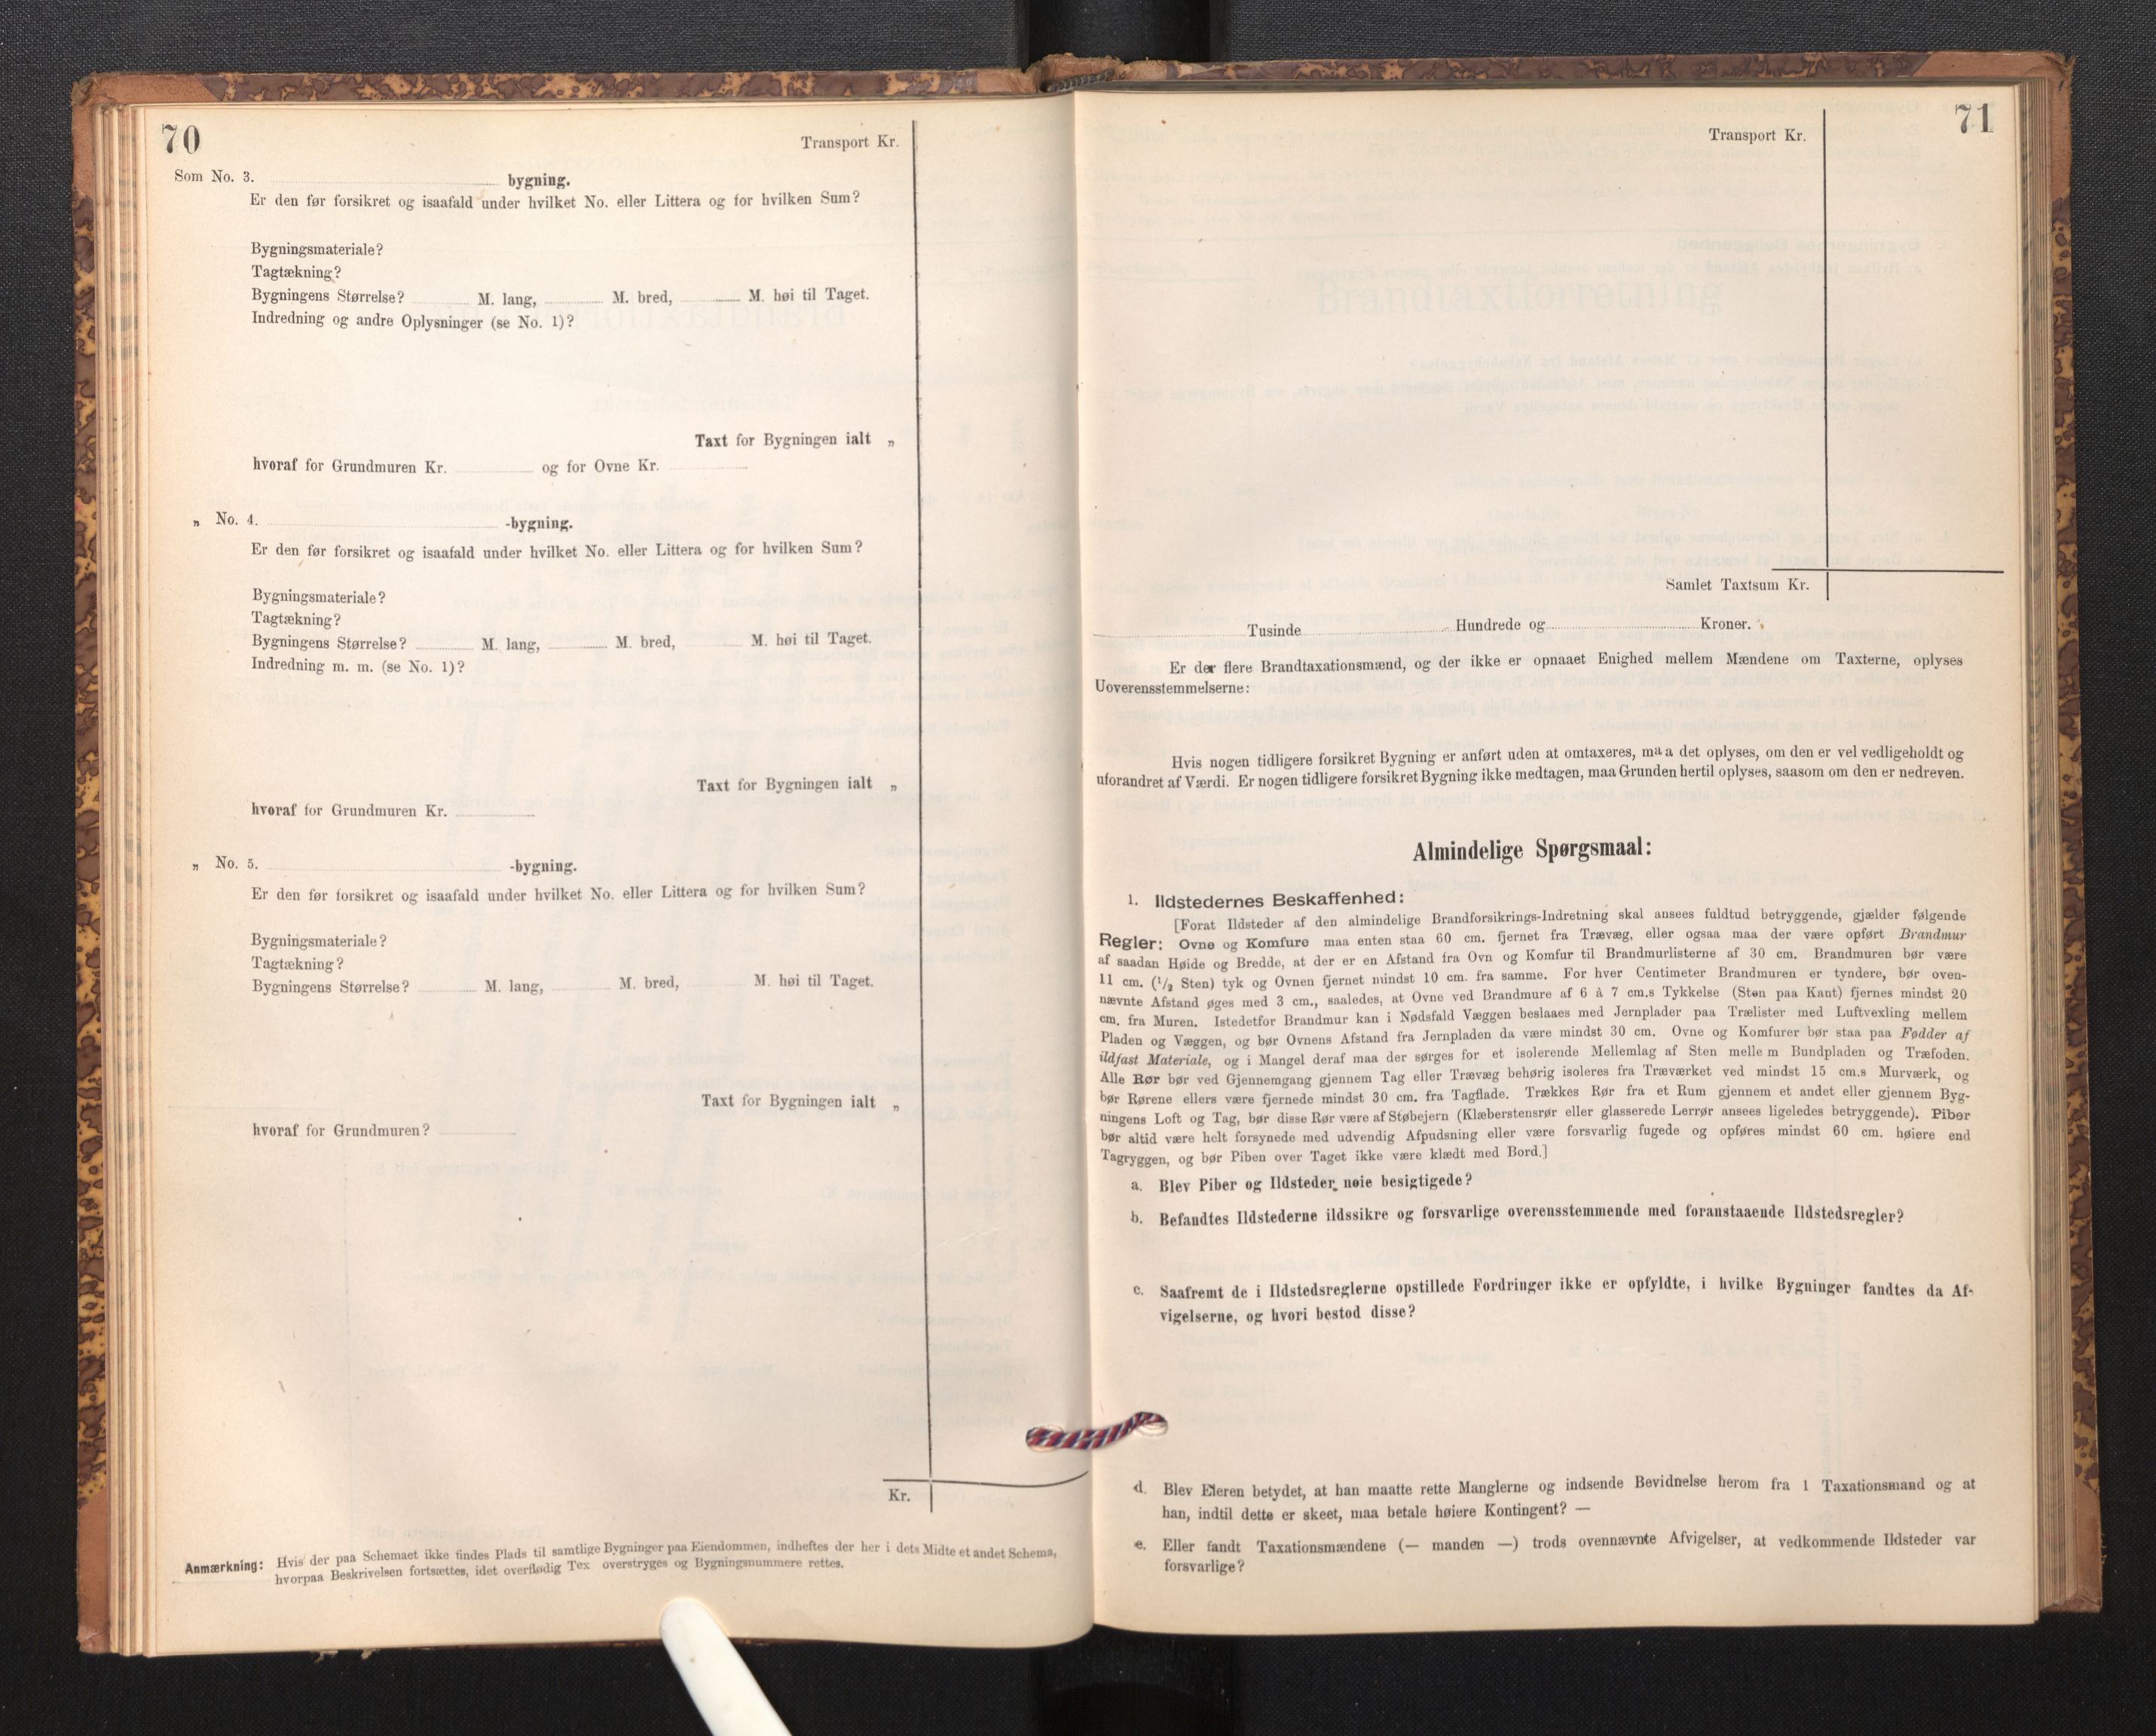 70
Transport Kr.
Som No. 3. bygning.
Er den før forsikret og isaafald under hvilket No. eller Littera og for hvilken Sum?
Bygningsmateriale?
Tagtækning?
Bygningens Størrelse? M. lang, M. bred, M. høi til Taget.
Indredning og andre Oplysninger (se No. 1)?
Taxt for Bygningen ialt „
hvoraf for Grundmuren Kr. og for Ovne Kr.
„ No. 4. -bygning.
Er den før forsikret og isaafald under hvilket No. eller Littera og for hvilken Sum?
Bygningsmateriale?
Tagtækning?
Bygningens Størrelse? M. lang, M. bred, M. høi til Taget.
Indredning m. m. (se No. 1)?
Taxt for Bygningen ialt „
hvoraf for Grundmuren Kr.
„ No. 5. -bygning.
Er den før forsikret og isaafald under hvilket No. eller Littera og for hvilken Sum?
Bygningsmateriale?
Tagtækning?
Bygningens Størrelse? M. lang, M. bred, M. høi til Taget.
Taxt for Bygningen ialt „
hvoraf for Grundmuren?
Kr.
Anmærkning: Hvis der paa Schemaet ikke findes Plads til samtlige Bygninger paa Eiendommen, indheftes der her i dets Midte et andet Schema,
hvorpaa Beskrivelsen fortsættes, idet overflødig Tex overstryges og Bygningsnummere rettes.
71
Transport Kr.
Samlet Taxtsum Kr.
Tusinde Hundrede og Kroner.
Er der flere Brandtaxationsmænd, og der ikke er opnaaet Enighed mellem Mændene om Taxterne, oplyses
Uoverensstemmelserne:
Hvis nogen tidligere forsikret Bygning er anført uden at omtaxeres, maa det oplyses, om den er vel vedligeholdt og
uforandret af Værdi. Er nogen tidligere forsikret Bygning ikke medtagen, maa Grunden hertil oplyses, saasom om den er nedreven.
Almindelige Spørgsmaal:
1. Ildstedernes Beskaffenhed:
[Forat Ildsteder af den almindelige Brandforsikrings-Indretning skal ansees fuldtud betryggende, gjælder følgende
Regler: Ovne og Komfure maa enten staa 60 cm. fjernet fra Trævæg, eller ogsaa maa der være opført Brandmur
af saadan Høide og Bredde, at der er en Afstand fra Ovn og Komfur til Brandmurlisterne af 30 cm. Brandmuren bør være
11 cm. (1/2 Sten) tyk og Ovnen fjernet mindst 10 cm. fra samme. For hver Centimeter Brandmuren er tyndere, bør oven-
nævnte Afstand øges med 3 cm., saaledes, at Ovne ved Brandmure af 6 à 7 cm.s Tykkelse (Sten paa Kant) fjernes mindst 20
cm. fra Muren. Istedetfor Brandmur kan i Nødsfald Væggen beslaaes med Jernplader paa Trælister med Luftvexling mellem
Pladen og Væggen, og bør Ovnens Afstand fra Jernpladen da være mindst 30 cm. Ovne og Komfurer bør staa paa Fødder af
ildfast Materiale, og i Mangel deraf maa der sørges for et isolerende Mellemlag af Sten mellem Bundpladen og Træfoden.
Alle Rør bør ved Gjennemgang gjennem Tag eller Trævæg behørig isoleres fra Træværket ved mindst 15 cm.s Murværk, og
bør Rørene ellers være fjernede mindst 30 cm. fra Tagflade. Trækkes Rør fra et Rum gjennem et andet eller gjennem Byg-
ningens Loft og Tag, bør disse Rør være af Støbejern (Klæberstensrør eller glasserede Lerrør ansees ligeledes betryggende). Piber
bør altid være helt forsynede med udvendig Afpudsning eller være forsvarlig fugede og opføres mindst 60 cm. høiere end
Tagryggen, og bør Piben over Taget ikke være klædt med Bord.]
a. Blev Piber og Ildsteder nøie besigtigede?
b. Befandtes Ildstederne ildssikre og forsvarlige overensstemmende med foranstaaende Ildstedsregler?
c. Saafremt de i Ildstedsreglerne opstillede Fordringer ikke er opfyldte, i hvilke Bygninger fandtes da Af-
vigelserne, og hvori bestod disse?
d. Blev Eieren betydet, at han maatte rette Manglerne og indsende Bevidnelse herom fra 1 Taxationsmand og at
han, indtil dette er skeet, maa betale høiere Kontingent? —
e. Eller fandt Taxationsmændene (— manden —) trods ovennævnte Afvigelser, at vedkommende Ildsteder var
forsvarlige?